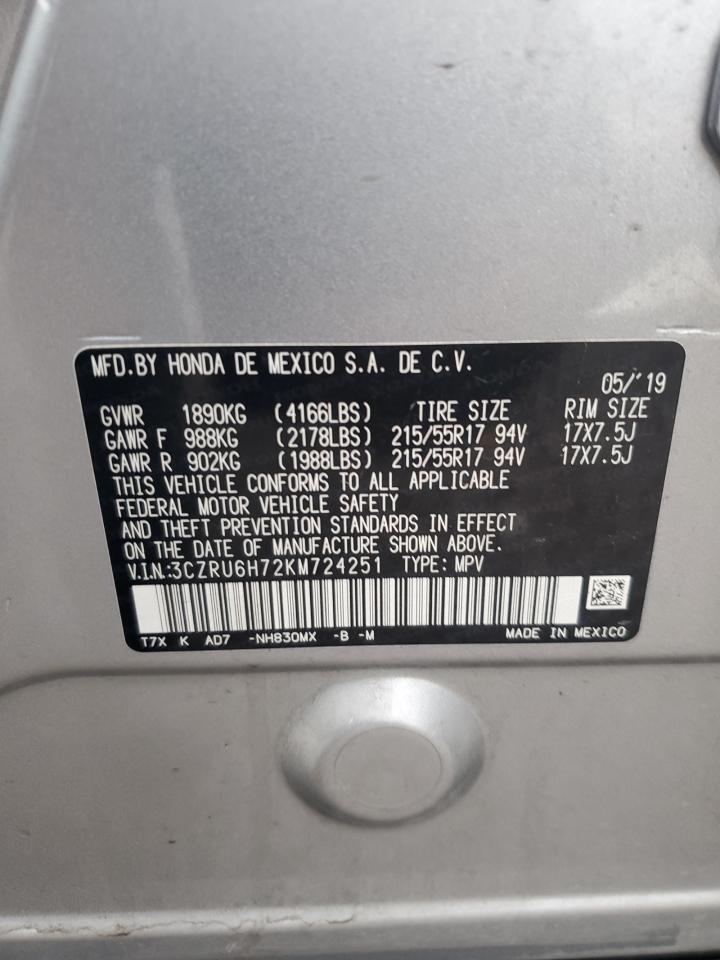 MFD.BY HONDA DE MEXICO S.A. DE C.V.
05/'19
GVWR 1890KG (4166LBS) TIRE SIZE RIM SIZE
GAWR F 988KG (2178LBS) 215/55R17 94V 17X7.5J
GAWR R 902KG (1988LBS) 215/55R17 94V 17X7.5J
THIS VEHICLE CONFORMS TO ALL APPLICABLE
FEDERAL MOTOR VEHICLE SAFETY
AND THEFT PREVENTION STANDARDS IN EFFECT
ON THE DATE OF MANUFACTURE SHOWN ABOVE.
V.I.N.:3CZRU6H72KM724251 TYPE: MPV
T7X K AD7 -NH830MX -B -M MADE IN MEXICO